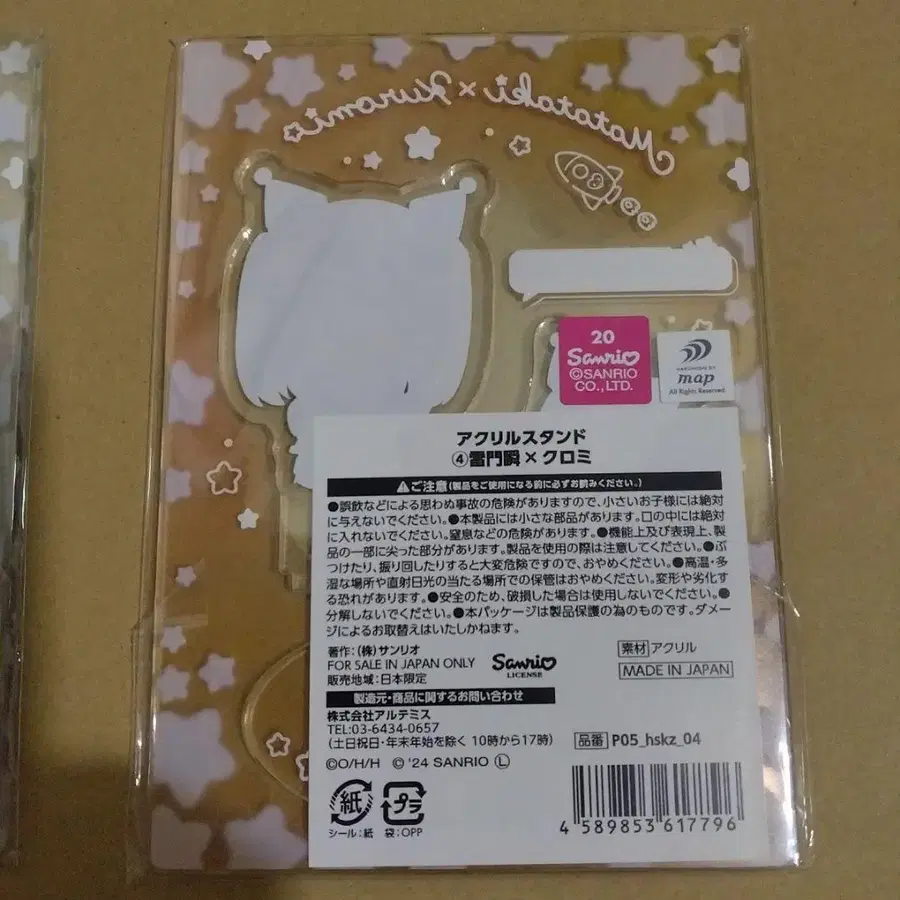 Matataki × Kuromi
20
Sanrio
©SANRIO
CO.,LTD.
map
All Rights Reserved.
アクリルスタンド
④雷門瞬×クロミ
⚠ご注意(製品をご使用になる前に必ずお読みください。)
●誤飲などによる思わぬ事故の危険がありますので、小さいお子様には絶対
に与えないでください。●本製品には小さな部品があります。口の中には絶対
に入れないでください。窒息などの危険があります。●機能上及び表現上、製
品の一部に尖った部分があります。製品を使用の際は注意してください。●ぶ
つけたり、振り回したりすると大変危険ですので、おやめください。●高温・多
湿な場所や直射日光の当たる場所での保管はおやめください。変形や劣化す
る恐れがあります。●安全のため、破損した場合は使用しないでください。●
分解しないでください。●本パッケージは製品保護の為のものです。ダメー
ジによるお取替えはいたしかねます。
著作:(株)サンリオ
FOR SALE IN JAPAN ONLY
販売地域:日本限定
Sanrio
LICENSE
素材 アクリル
MADE IN JAPAN
製造元・商品に関するお問い合わせ
株式会社アルテミス
TEL:03-6434-0657
(土日祝日・年末年始を除く 10時から17時)
©O/H/H © '24 SANRIO Ⓛ
品番 P05_hskz_04
紙
プラ
シール:紙 袋:OPP
4 589853 617796